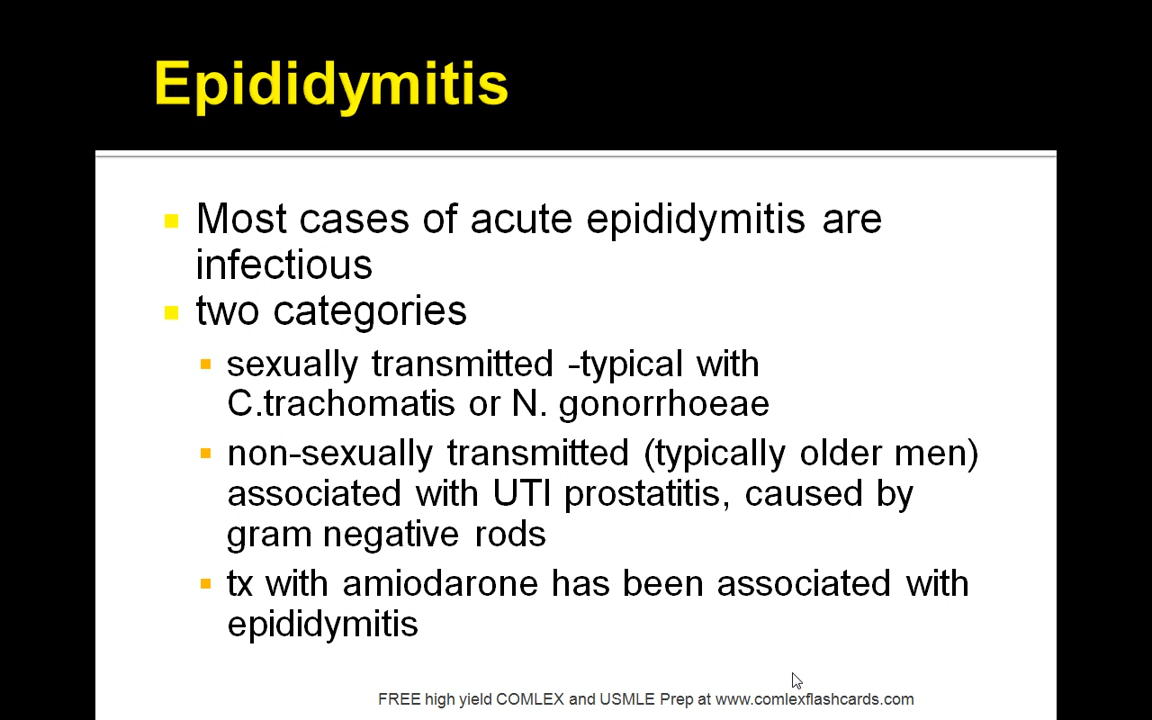 Epididymitis
Most cases of acute epididymitis are
infectious
two categories
sexually transmitted -typical with
C.trachomatis or N. gonorrhoeae
non-sexually transmitted (typically older men)
associated with UTI prostatitis, caused by
gram negative rods
tx with amiodarone has been associated with
epididymitis
FREE high yield COMLEX and USMLE Prep at www.comlexflashcards.com